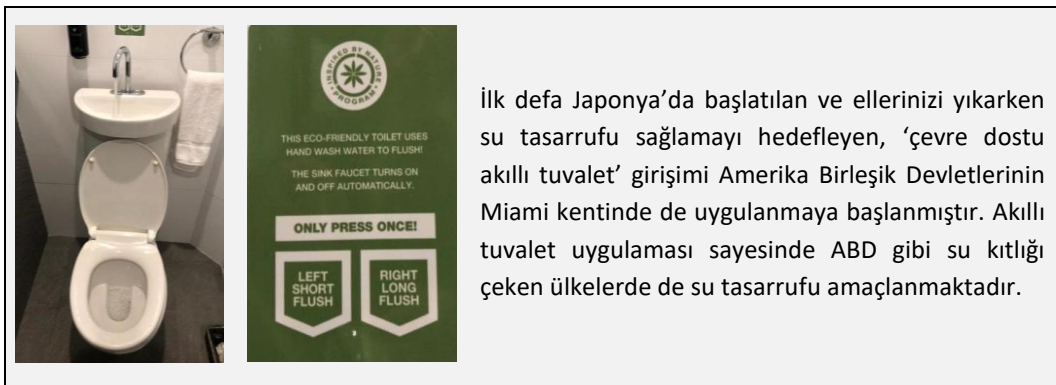 INSPIRED BY NATURE
PROGRAM
THIS ECO-FRIENDLY TOILET USES
HAND WASH WATER TO FLUSH!
THE SINK FAUCET TURNS ON
AND OFF AUTOMATICALLY.
ONLY PRESS ONCE!
LEFT
SHORT
FLUSH
RIGHT
LONG
FLUSH
İlk defa Japonya’da başlatılan ve ellerinizi yıkarken
su tasarrufu sağlamayı hedefleyen, ‘çevre dostu
akıllı tuvalet’ girişimi Amerika Birleşik Devletlerinin
Miami kentinde de uygulanmaya başlanmıştır. Akıllı
tuvalet uygulaması sayesinde ABD gibi su kıtlığı
çeken ülkelerde de su tasarrufu amaçlanmaktadır.